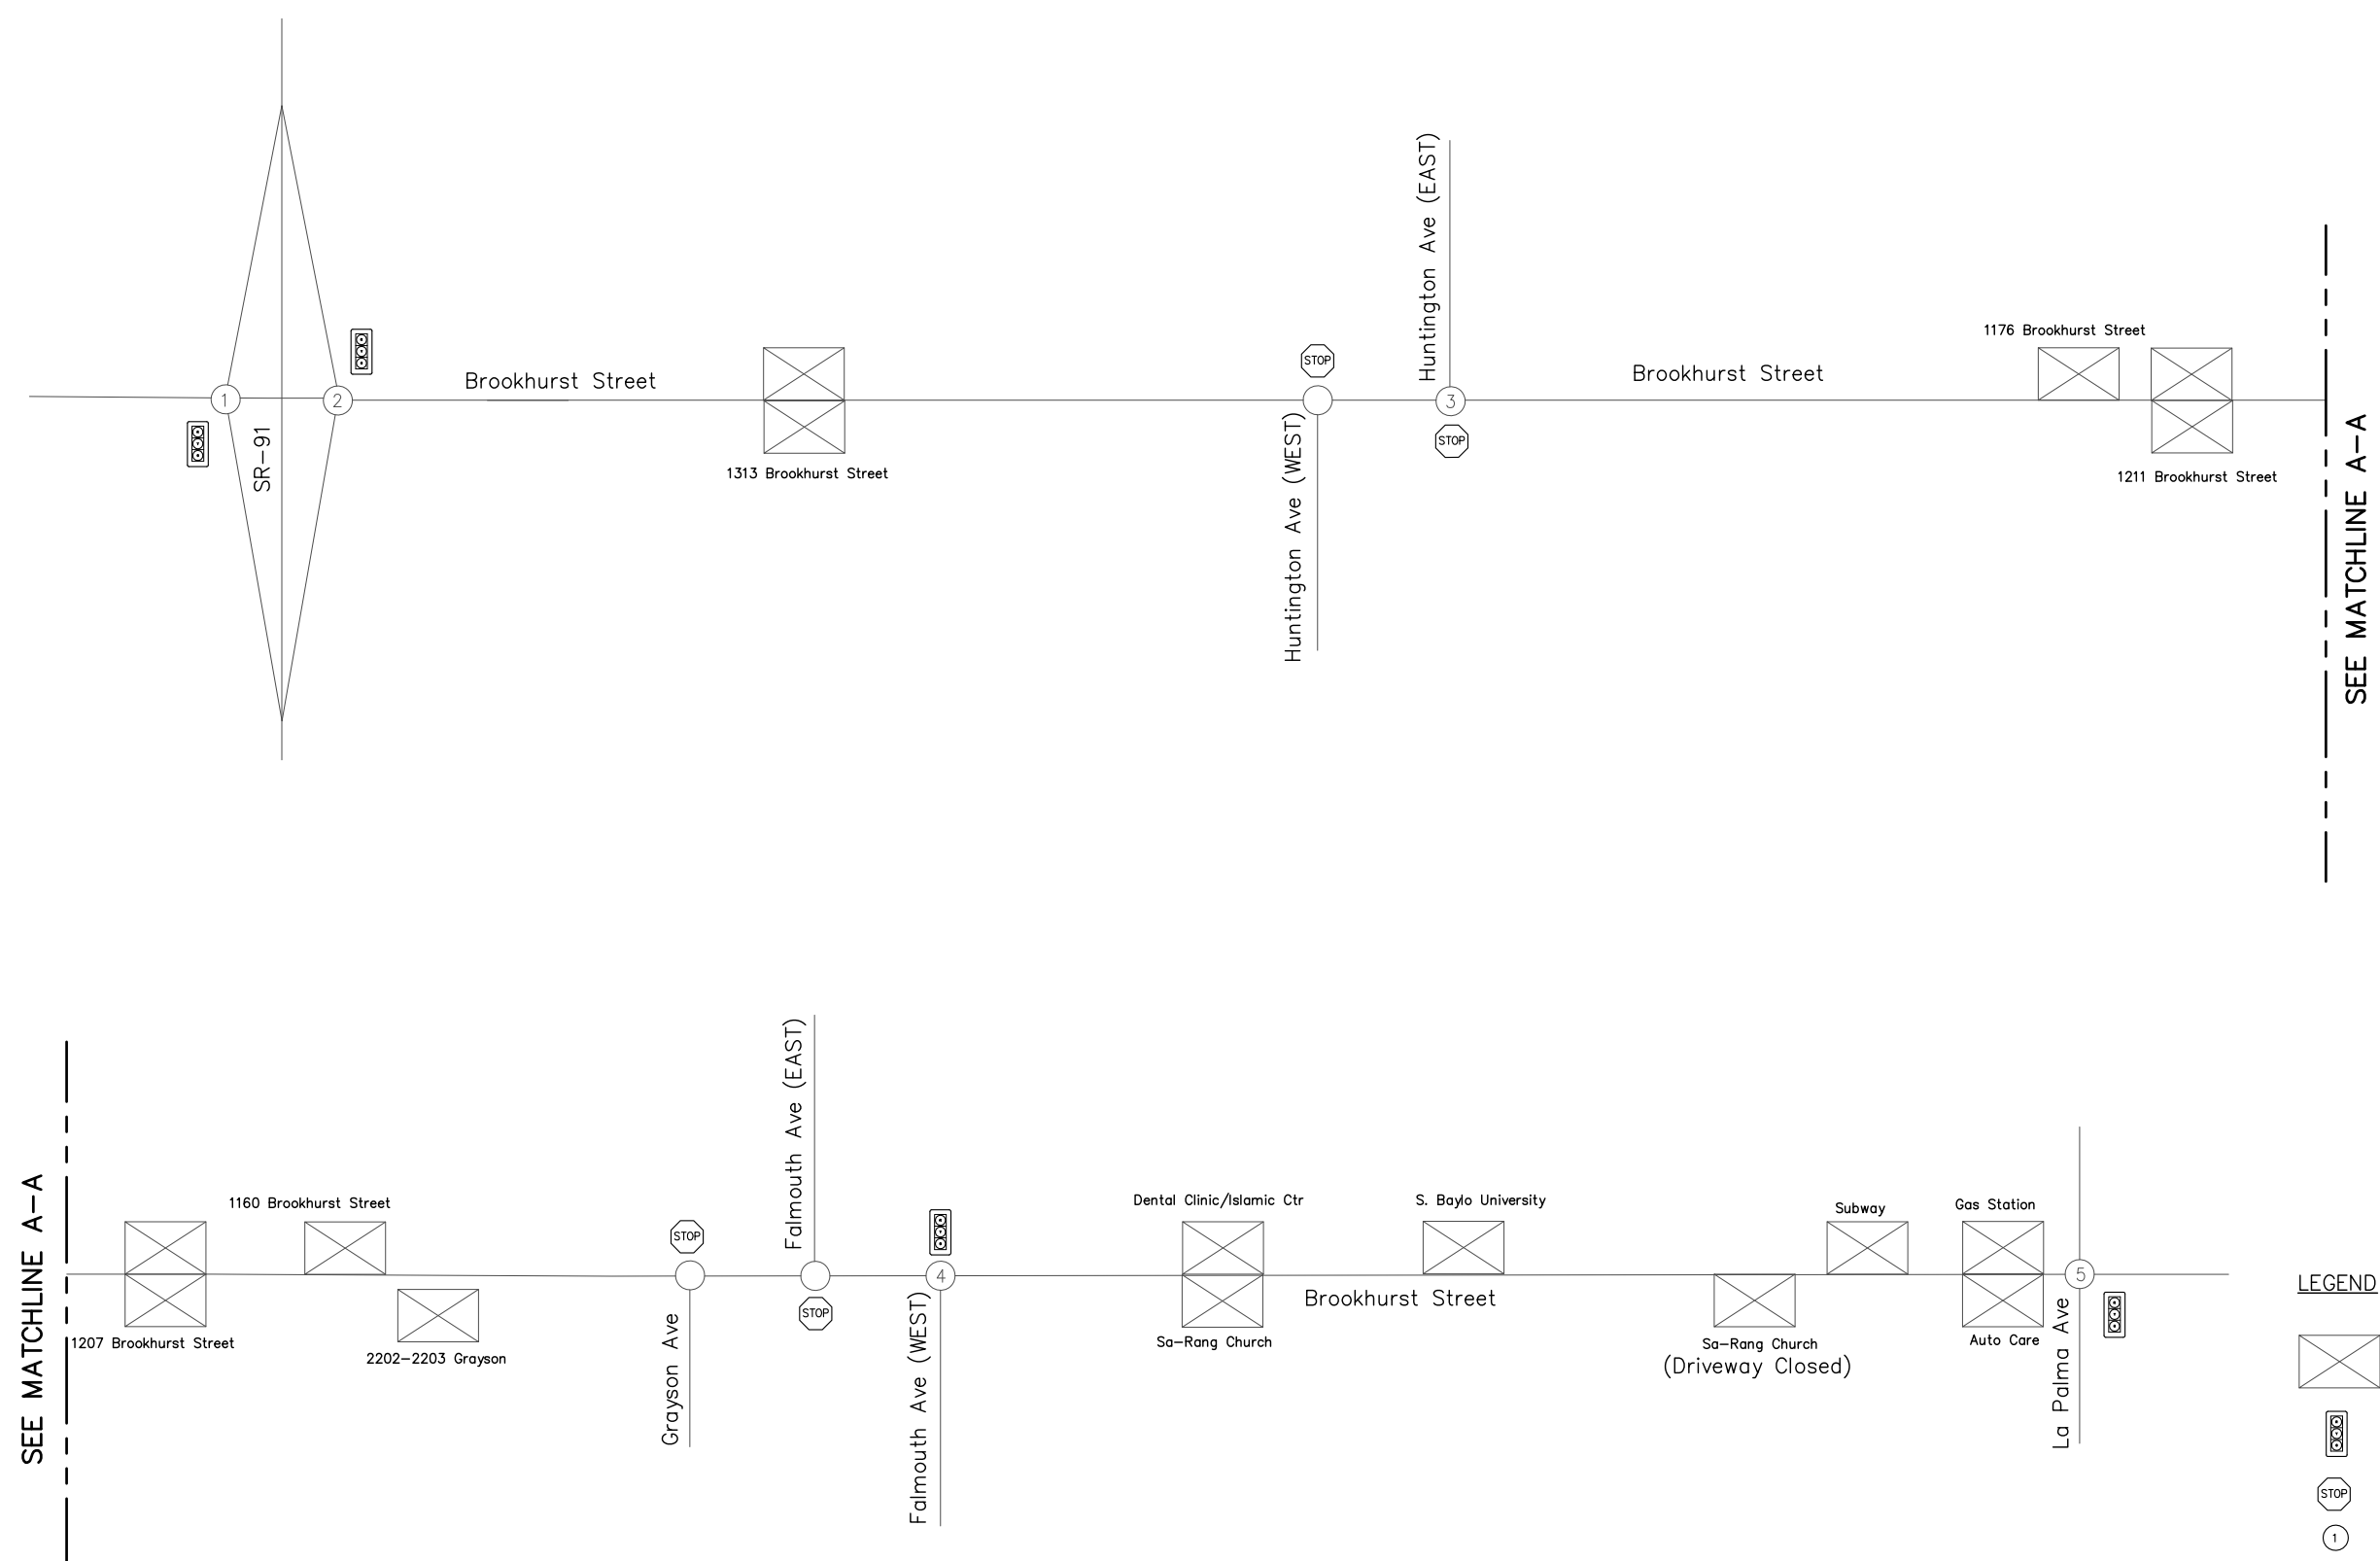 Huntington Ave (EAST)
1176 Brookhurst Street
STOP
Brookhurst Street
Brookhurst Street
1
2
3
SR-91
STOP
1313 Brookhurst Street
1211 Brookhurst Street
Huntington Ave (WEST)
SEE MATCHLINE A-A
Falmouth Ave (EAST)
SEE MATCHLINE A-A
1160 Brookhurst Street
Dental Clinic/Islamic Ctr
S. Baylo University
Subway
Gas Station
STOP
4
5
LEGEND
Brookhurst Street
STOP
1207 Brookhurst Street
2202-2203 Grayson
Grayson Ave
Falmouth Ave (WEST)
Sa-Rang Church
Sa-Rang Church
(Driveway Closed)
Auto Care
La Palma Ave
STOP
1